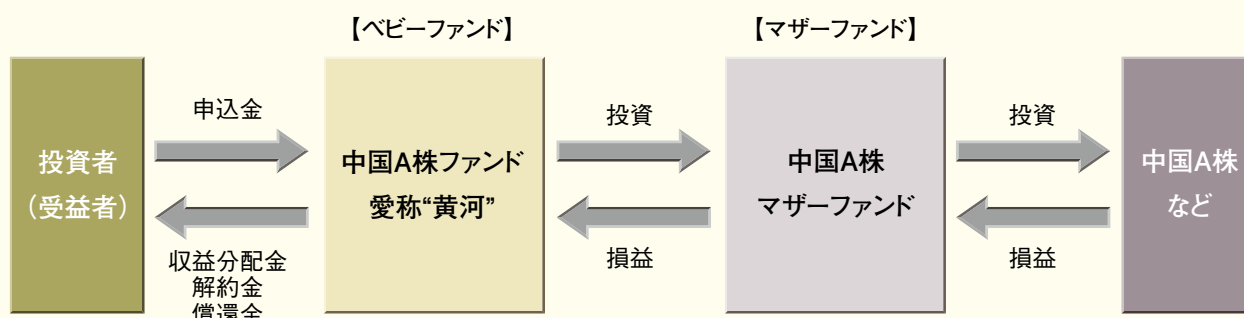 【ベビーファンド】
【マザーファンド】
投資者
（受益者）
申込金
収益分配金
解約金
償還金
中国A株ファンド
愛称“黄河”
投資
損益
中国A株
マザーファンド
投資
損益
中国A株
など